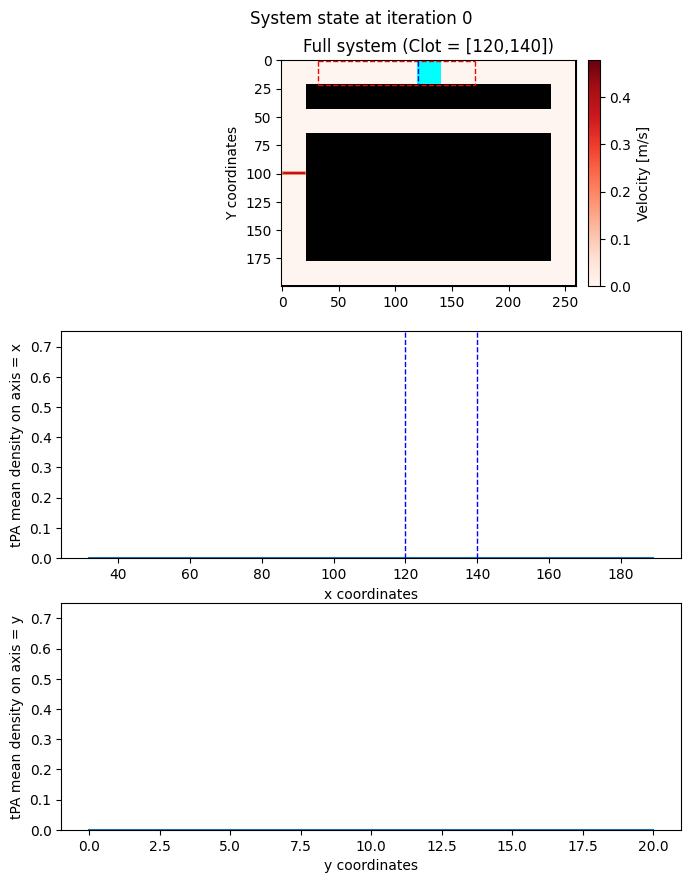 System state at iteration 0
Full system (Clot = [120,140])
0
25
50
75
100
125
150
175
Y coordinates
0 50 100 150 200 250
0.4
0.3
0.2
0.1
0.0
Velocity [m/s]
0.7
0.6
0.5
0.4
0.3
0.2
0.1
0.0
tPA mean density on axis = x
40 60 80 100 120 140 160 180
x coordinates
0.7
0.6
0.5
0.4
0.3
0.2
0.1
0.0
tPA mean density on axis = y
0.0 2.5 5.0 7.5 10.0 12.5 15.0 17.5 20.0
y coordinates